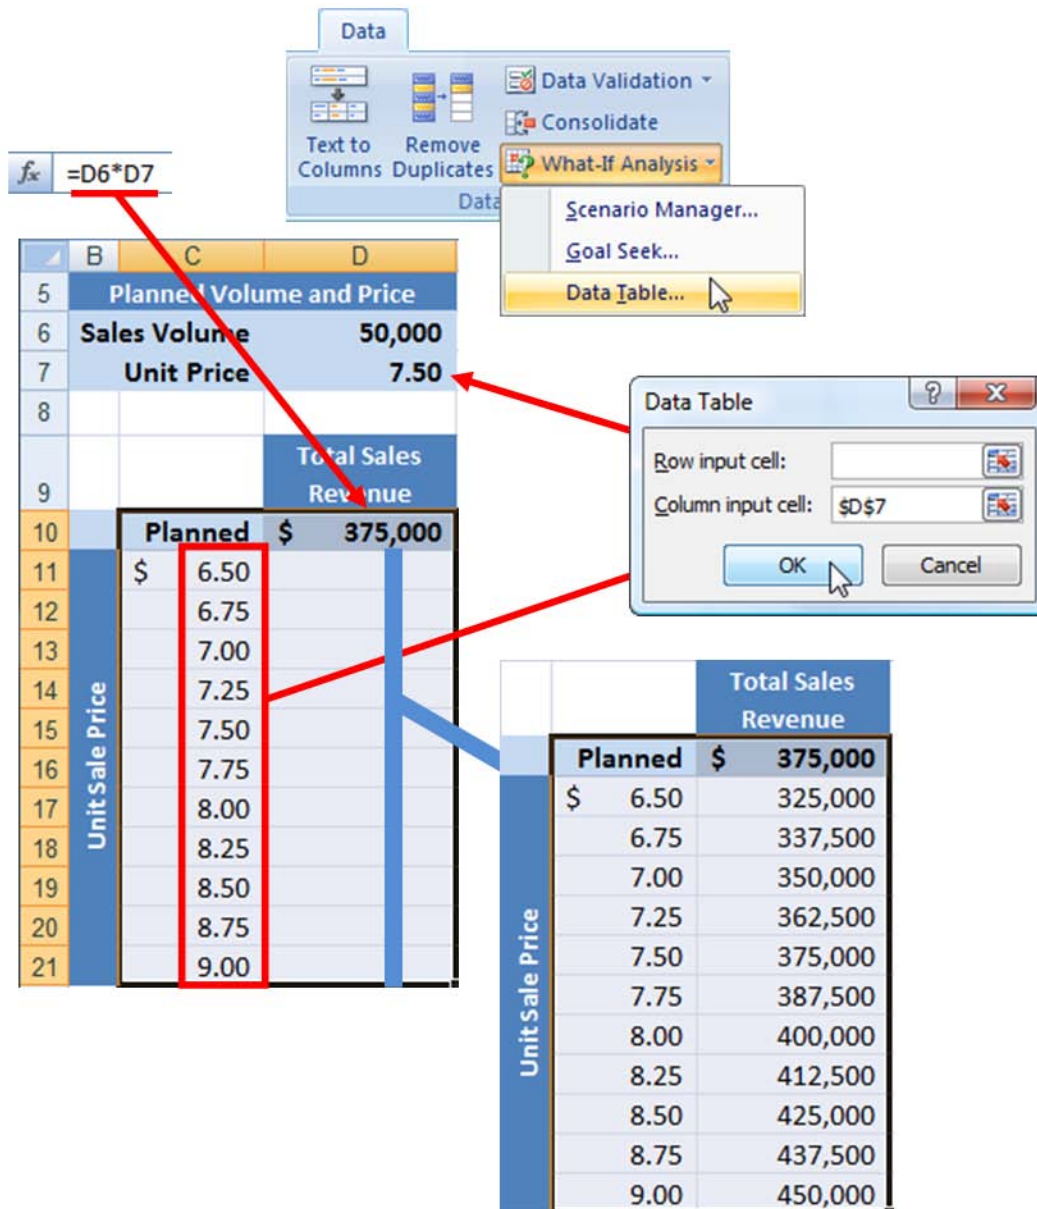 Data
Data Validation
Consolidate
Text to Columns
Remove Duplicates
What-If Analysis
Data
Scenario Manager...
Goal Seek...
Data Table...
fx =D6*D7
B C D
5 Planned Volume and Price
6 Sales Volume 50,000
7 Unit Price 7.50
8
9 Total Sales Revenue
10 Planned $ 375,000
Unit Sale Price
11 $ 6.50
12 6.75
13 7.00
14 7.25
15 7.50
16 7.75
17 8.00
18 8.25
19 8.50
20 8.75
21 9.00
Data Table
? X
Row input cell:
Column input cell: $D$7
OK Cancel
Total Sales
Revenue
Planned $ 375,000
Unit Sale Price
$ 6.50 325,000
6.75 337,500
7.00 350,000
7.25 362,500
7.50 375,000
7.75 387,500
8.00 400,000
8.25 412,500
8.50 425,000
8.75 437,500
9.00 450,000